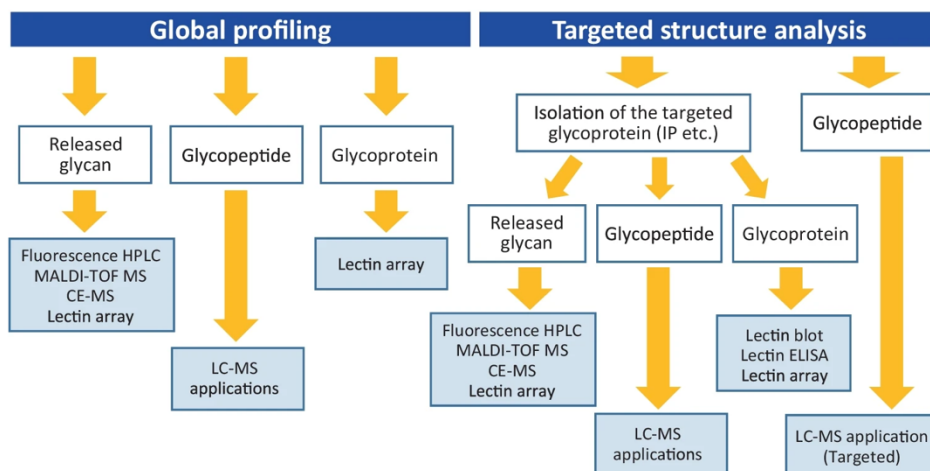 Global profiling
Released
glycan
Glycopeptide
Glycoprotein
Fluorescence HPLC
MALDI-TOF MS
CE-MS
Lectin array
LC-MS
applications
Lectin array
Targeted structure analysis
Isolation of the targeted
glycoprotein (IP etc.)
Glycopeptide
Released
glycan
Glycopeptide
Glycoprotein
Fluorescence HPLC
MALDI-TOF MS
CE-MS
Lectin array
LC-MS
applications
Lectin blot
Lectin ELISA
Lectin array
LC-MS application
(Targeted)